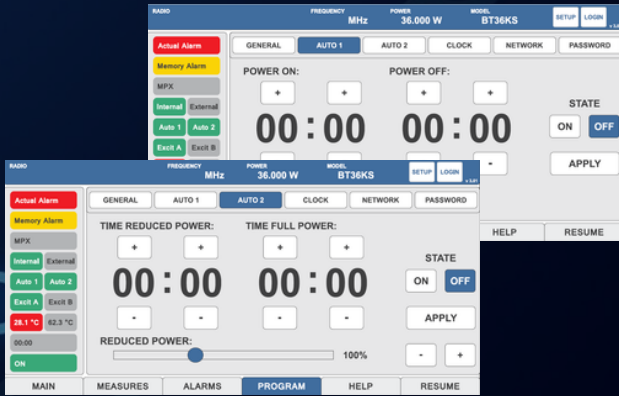 RADIO FREQUENCY MHz POWER 36.000 W MODEL BT36KS SETUP LOGIN
Actual Alarm
Memory Alarm
MPX
Internal External
Auto 1 Auto 2
Excit A Excit B
GENERAL AUTO 1 AUTO 2 CLOCK NETWORK PASSWORD
POWER ON: POWER OFF:
+ + + +
00:00 00:00
-
STATE
ON OFF
APPLY
HELP RESUME
RADIO FREQUENCY MHz POWER 36.000 W MODEL BT36KS SETUP LOGIN
v 3.01
Actual Alarm
Memory Alarm
MPX
Internal External
Auto 1 Auto 2
Excit A Excit B
28.1 °C 62.3 °C
00:00
ON
GENERAL AUTO 1 AUTO 2 CLOCK NETWORK PASSWORD
TIME REDUCED POWER: TIME FULL POWER:
+ + + +
00:00 00:00
- - - -
STATE
ON OFF
APPLY
REDUCED POWER:
100%
- +
MAIN MEASURES ALARMS PROGRAM HELP RESUME